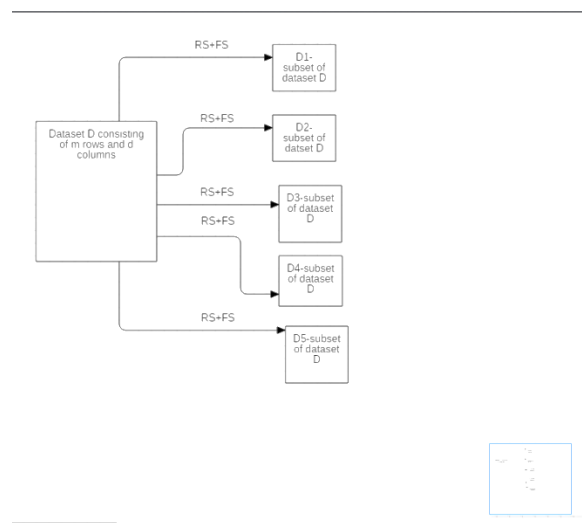 RS+FS
D1-
subset of
dataset D
RS+FS
D2-
subset of
datset D
Dataset D consisting
of m rows and d
columns
RS+FS
D3-subset
of dataset
D
RS+FS
D4-subset
of dataset
D
RS+FS
D5-subset
of dataset
D